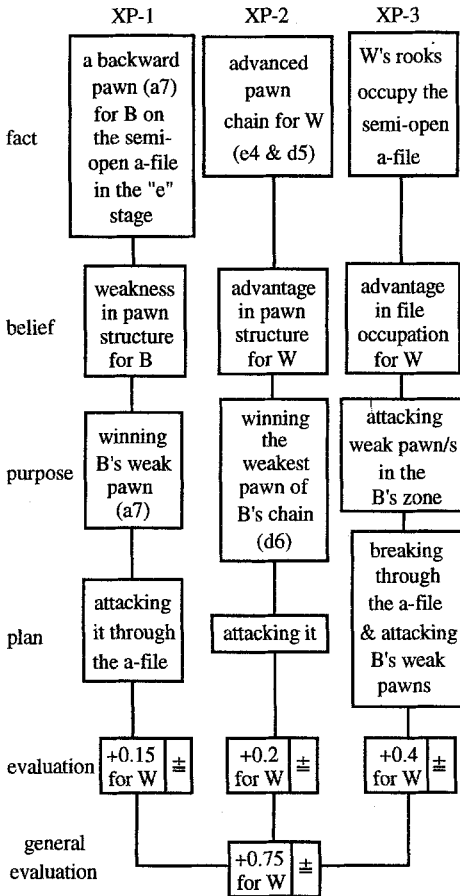 XP-1
XP-2
XP-3
fact
a backward
pawn (a7)
for B on
the semi-
open a-file
in the "e"
stage
advanced
pawn
chain for W
(e4 & d5)
W's rooks
occupy the
semi-open
a-file
belief
weakness
in pawn
structure
for B
advantage
in pawn
structure
for W
advantage
in file
occupation
for W
purpose
winning
B's weak
pawn
(a7)
winning
the
weakest
pawn of
B's chain
(d6)
attacking
weak pawn/s
in the
B's zone
plan
attacking
it through
the a-file
attacking it
breaking
through
the a-file
& attacking
B's weak
pawns
evaluation
+0.15
for W
±
+0.2
for W
±
+0.4
for W
±
general
evaluation
+0.75
for W
±